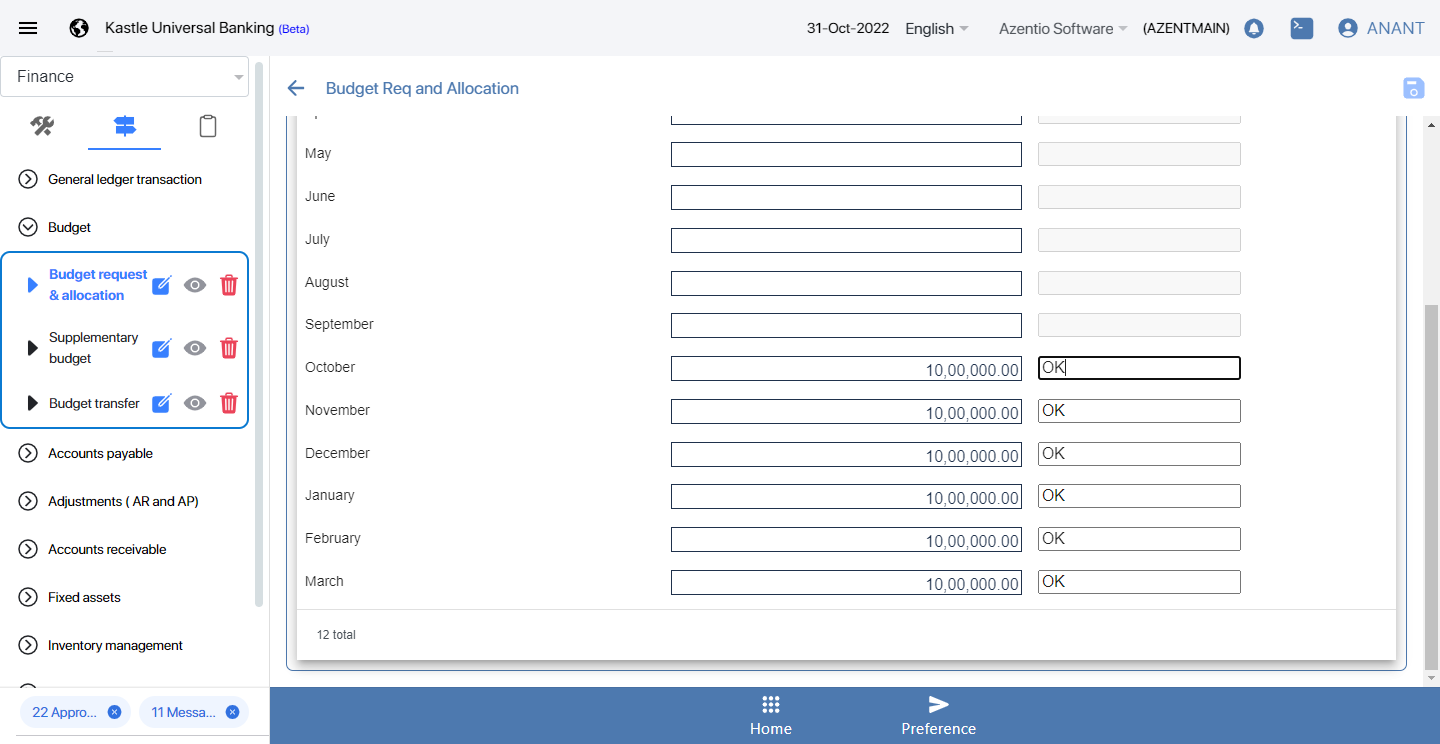 Kastle Universal Banking (Beta)
31-Oct-2022
English
Azentio Software
(AZENTMAIN)
ANANT
Finance
Budget Req and Allocation
General ledger transaction
Budget
Budget request
& allocation
Supplementary
budget
Budget transfer
Accounts payable
Adjustments ( AR and AP)
Accounts receivable
Fixed assets
Inventory management
22 Appro...
11 Messa...
May
June
July
August
September
October 10,00,000.00 OK
November 10,00,000.00 OK
December 10,00,000.00 OK
January 10,00,000.00 OK
February 10,00,000.00 OK
March 10,00,000.00 OK
12 total
Home
Preference